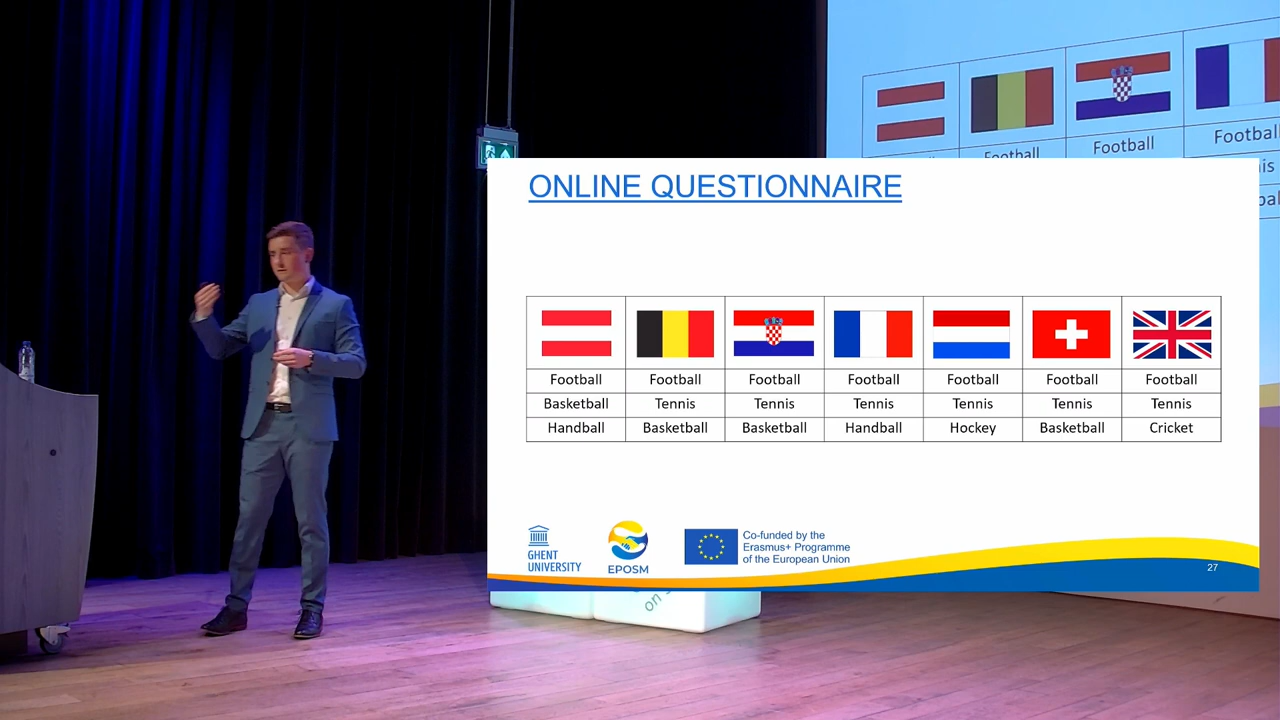 Football
Football
Football
ONLINE QUESTIONNAIRE
Football Football Football Football Football Football Football
Basketball Tennis Tennis Tennis Tennis Tennis Tennis
Handball Basketball Basketball Handball Hockey Basketball Cricket
GHENT
UNIVERSITY
EPOSM
Co-funded by the
Erasmus+ Programme
of the European Union
27
on